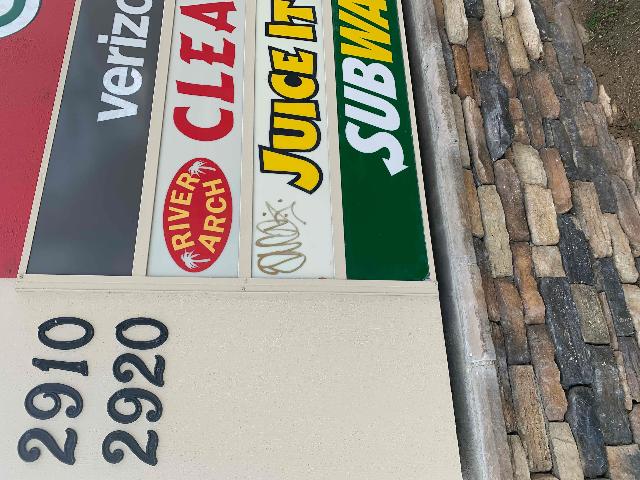 2910
2920
verizo
RIVER
ARCH
CLEA
JUICE IT
SUBWA